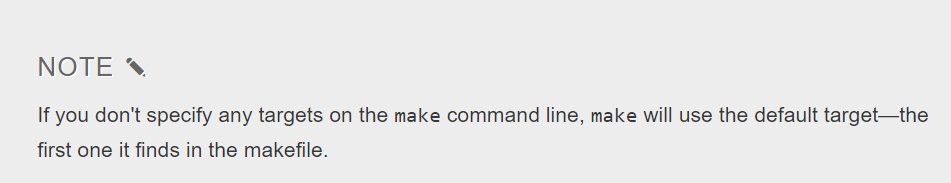 NOTE
If you don't specify any targets on the make command line, make will use the default target—the
first one it finds in the makefile.